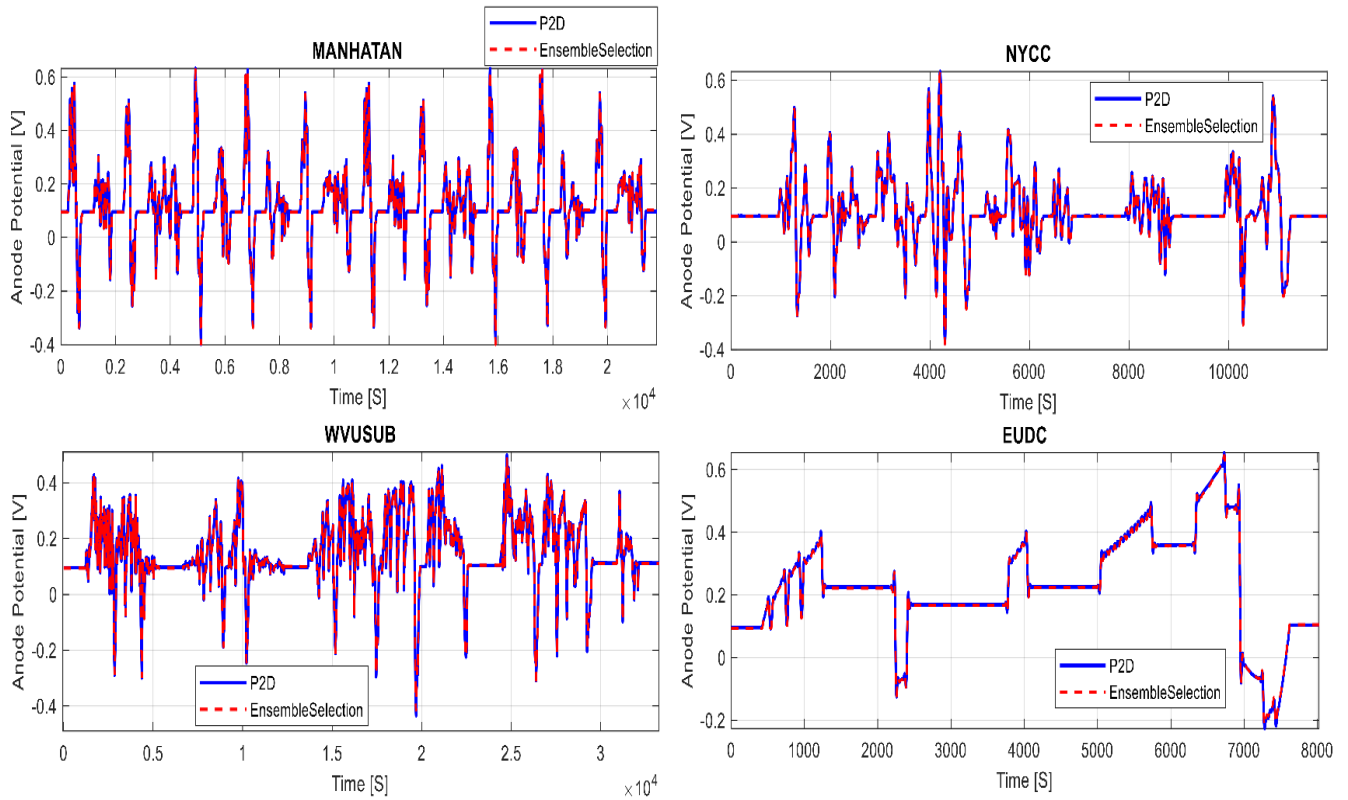 P2D
EnsembleSelection
MANHATAN
Anode Potential [V]
0.6
0.4
0.2
0
-0.2
-0.4
0 0.2 0.4 0.6 0.8 1 1.2 1.4 1.6 1.8 2
Time [S]
×10^4
NYCC
P2D
EnsembleSelection
Anode Potential [V]
0.6
0.4
0.2
0
-0.2
-0.4
0 2000 4000 6000 8000 10000
Time [S]
WVUSUB
Anode Potential [V]
0.4
0.2
0
-0.2
-0.4
P2D
EnsembleSelection
0 0.5 1 1.5 2 2.5 3
Time [S]
×10^4
EUDC
Anode Potential [V]
0.6
0.4
0.2
0
-0.2
P2D
EnsembleSelection
0 1000 2000 3000 4000 5000 6000 7000 8000
Time [S]